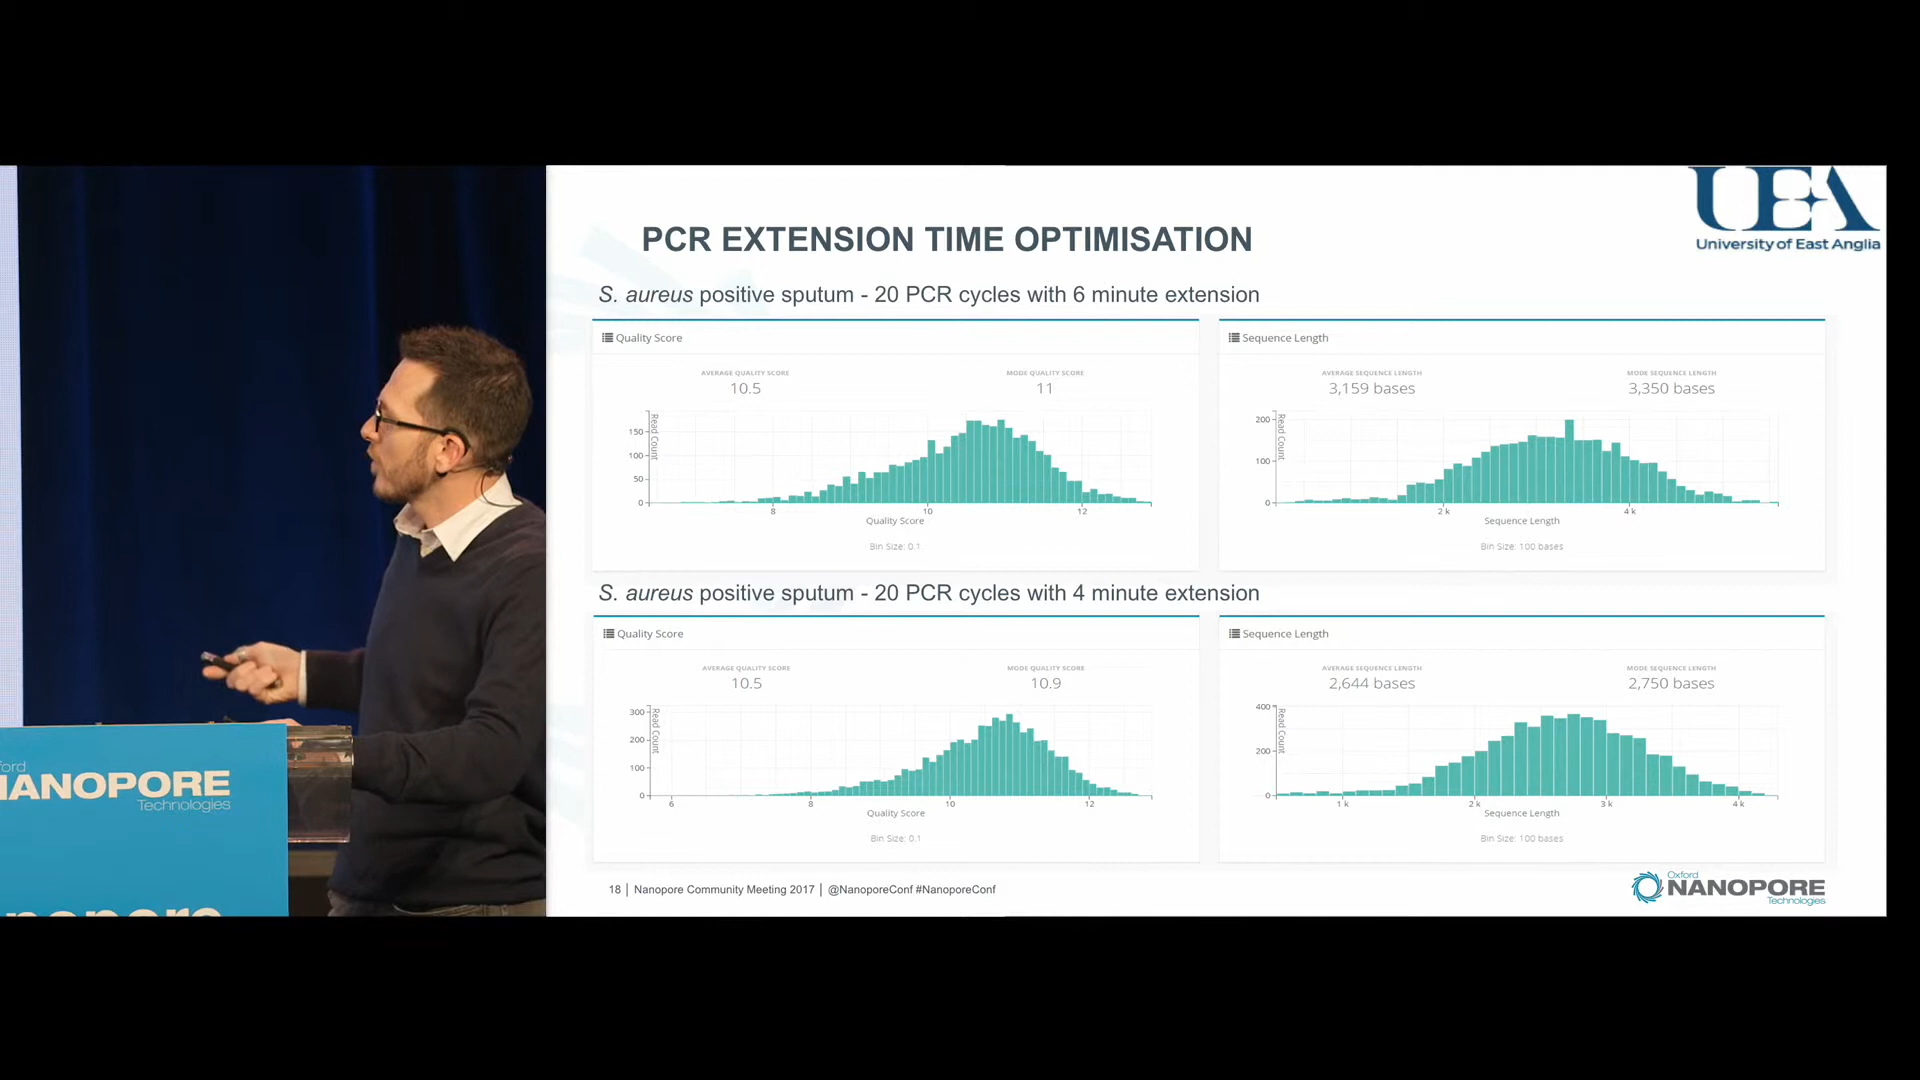 UEA
University of East Anglia
PCR EXTENSION TIME OPTIMISATION
S. aureus positive sputum - 20 PCR cycles with 6 minute extension
Quality Score
AVERAGE QUALITY SCORE
10.5
MODE QUALITY SCORE
11
Read Count
150
100
50
0
8
10
12
Quality Score
Bin Size: 0.1
Sequence Length
AVERAGE SEQUENCE LENGTH
3,159 bases
MODE SEQUENCE LENGTH
3,350 bases
Read Count
200
100
0
2 k
4 k
Sequence Length
Bin Size: 100 bases
S. aureus positive sputum - 20 PCR cycles with 4 minute extension
Quality Score
AVERAGE QUALITY SCORE
10.5
MODE QUALITY SCORE
10.9
Read Count
300
200
100
0
6
8
10
12
Quality Score
Bin Size: 0.1
Sequence Length
AVERAGE SEQUENCE LENGTH
2,644 bases
MODE SEQUENCE LENGTH
2,750 bases
Read Count
400
200
0
1 k
2 k
3 k
4 k
Sequence Length
Bin Size: 100 bases
18 | Nanopore Community Meeting 2017 | @NanoporeConf #NanoporeConf
Oxford
NANOPORE
Technologies
ford
ANOPORE
Technologies